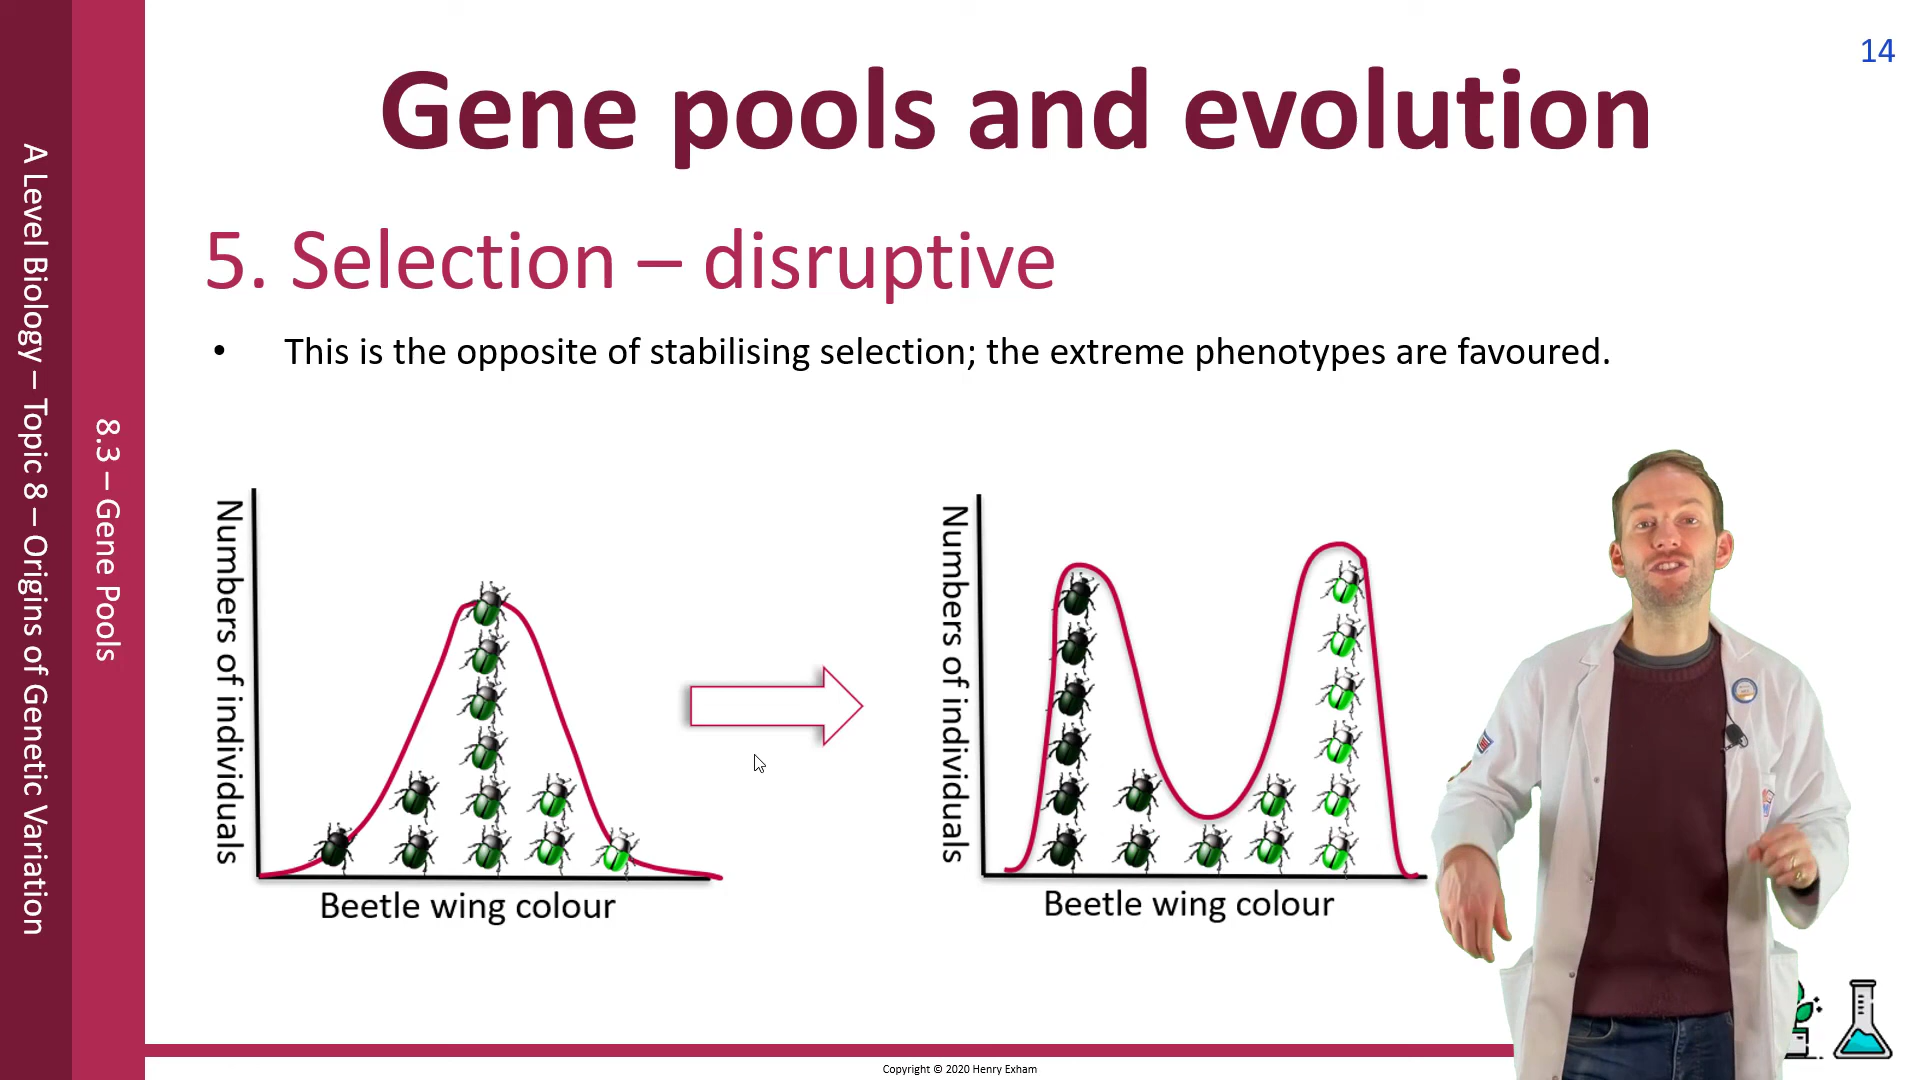 14
Gene pools and evolution
5. Selection – disruptive
• This is the opposite of stabilising selection; the extreme phenotypes are favoured.
A Level Biology – Topic 8 – Origins of Genetic Variation
8.3 – Gene Pools
Numbers of individuals
Beetle wing colour
Numbers of individuals
Beetle wing colour
Copyright © 2020 Henry Exham